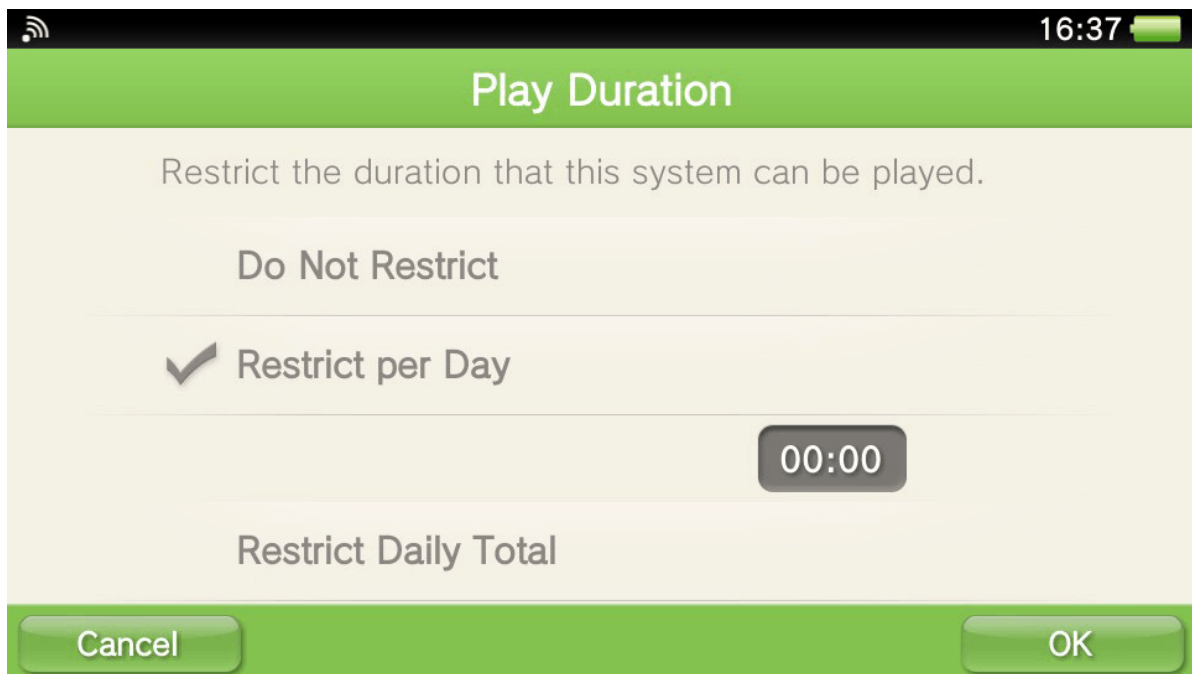 16:37
Play Duration
Restrict the duration that this system can be played.
Do Not Restrict
Restrict per Day
00:00
Restrict Daily Total
Cancel
OK